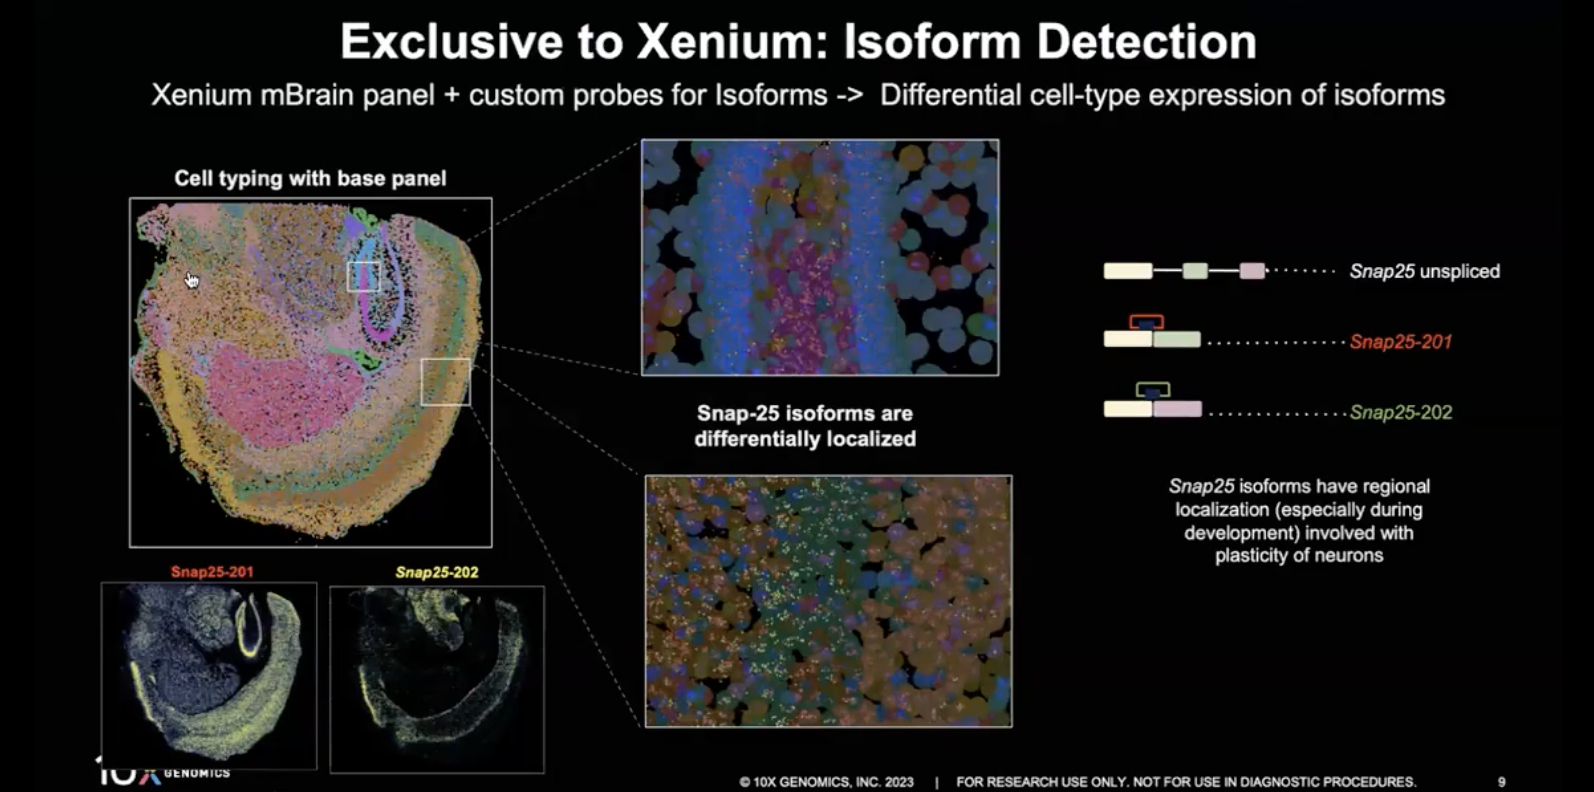 Exclusive to Xenium: Isoform Detection
Xenium mBrain panel + custom probes for Isoforms -> Differential cell-type expression of isoforms
Cell typing with base panel
Snap25 unspliced
Snap25-201
Snap25-202
Snap-25 isoforms are
differentially localized
Snap25 isoforms have regional
localization (especially during
development) involved with
plasticity of neurons
Snap25-201
Snap25-202
10X GENOMICS
© 10X GENOMICS, INC. 2023 | FOR RESEARCH USE ONLY. NOT FOR USE IN DIAGNOSTIC PROCEDURES.
9